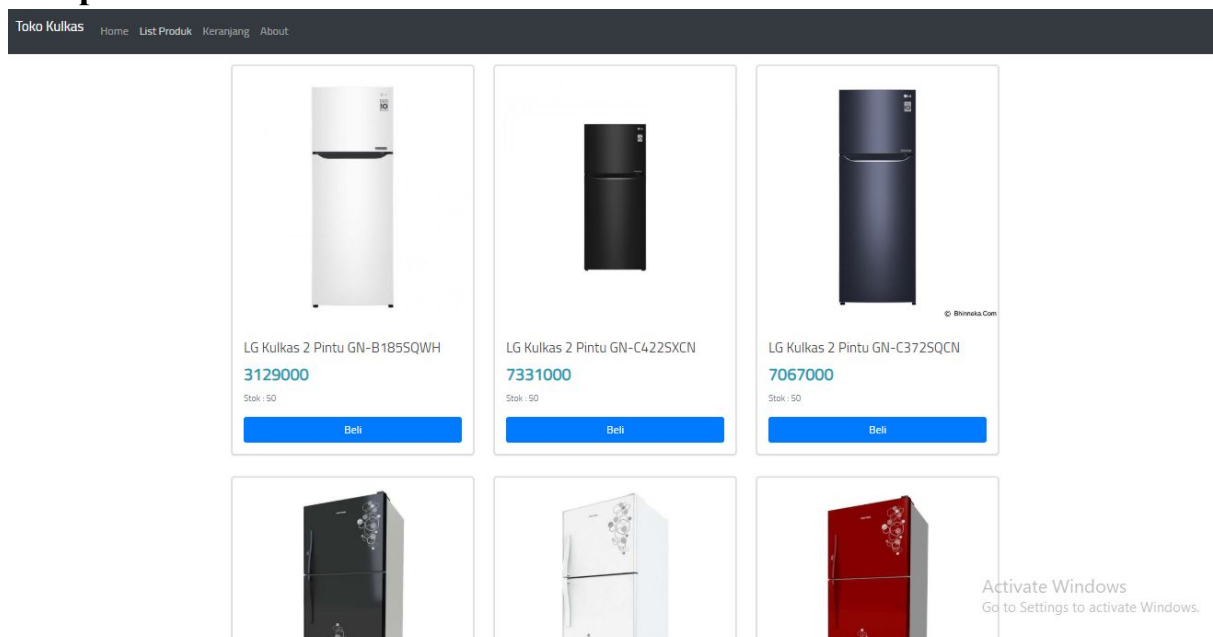 Toko Kulkas Home List Produk Keranjang About
© Bhinneka.Com
LG Kulkas 2 Pintu GN-B185SQWH
3129000
Stok : 50
Beli
LG Kulkas 2 Pintu GN-C422SXCN
7331000
Stok : 50
Beli
LG Kulkas 2 Pintu GN-C372SQCN
7067000
Stok : 50
Beli
Activate Windows
Go to Settings to activate Windows.